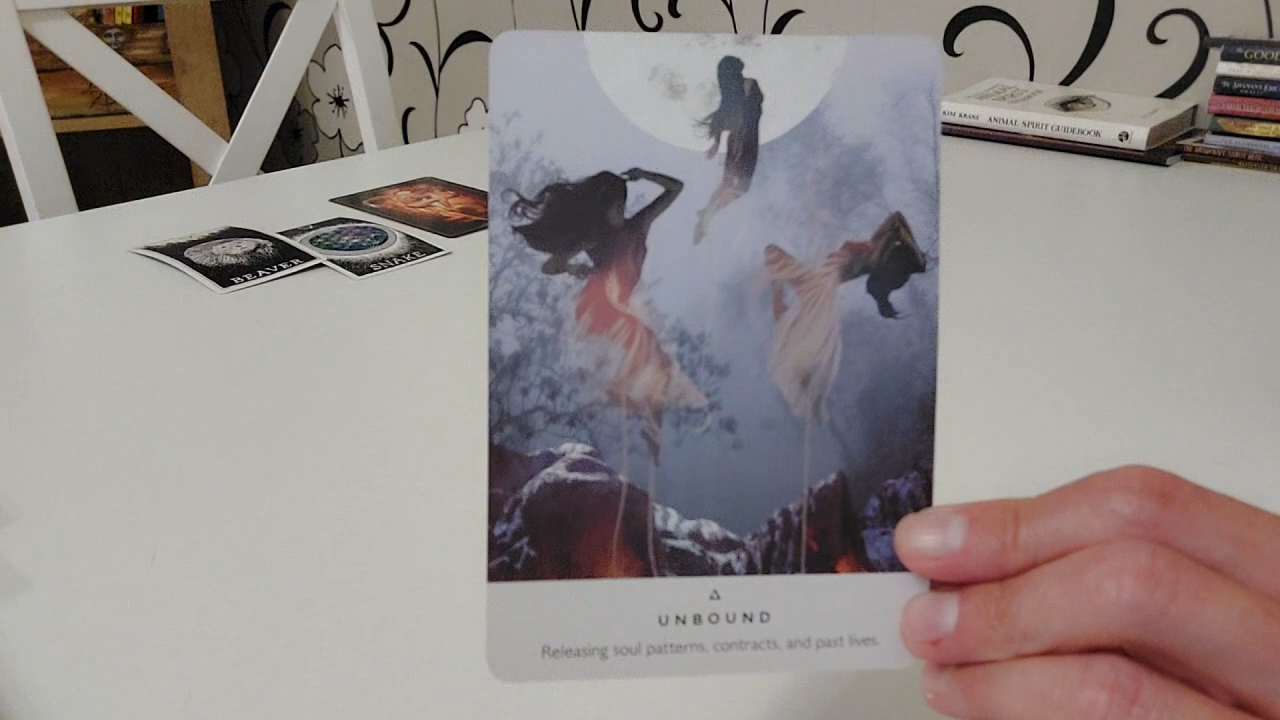 UNBOUND
Releasing soul patterns, contracts, and past lives.
BEAVER
SNAKE
KIM KRANS ANIMAL SPIRIT GUIDEBOOK